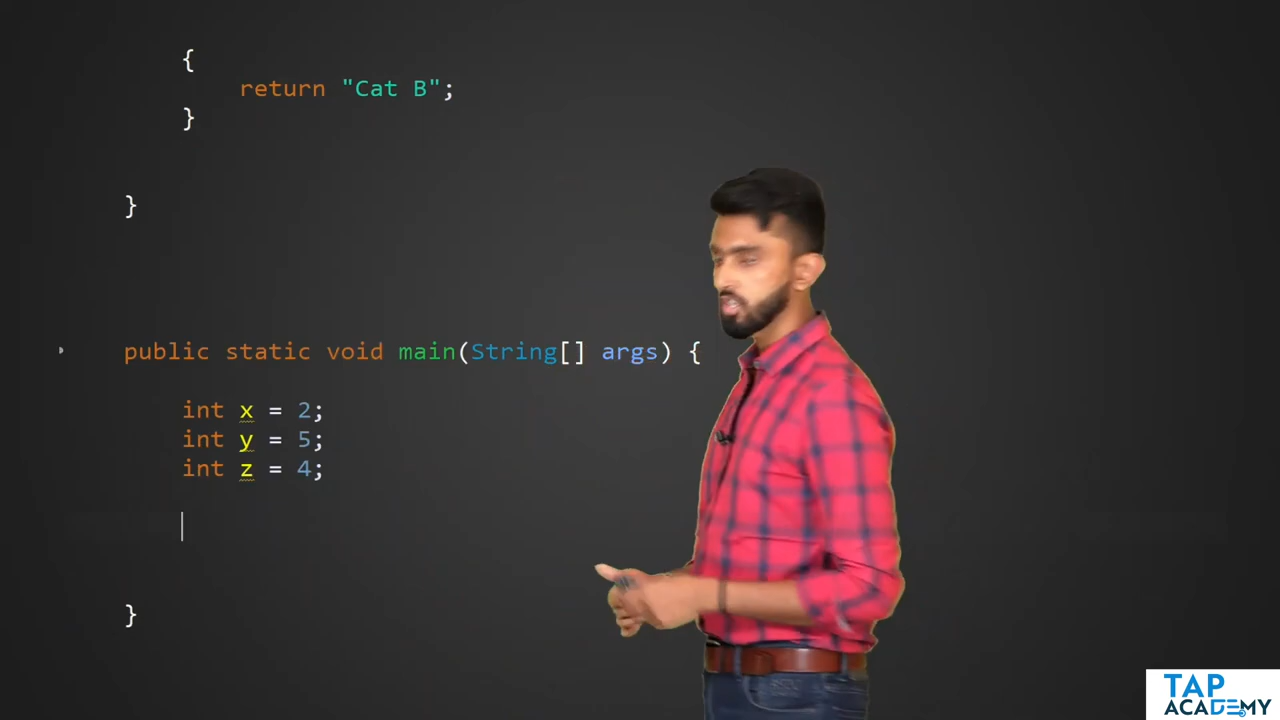 {
return "Cat B";
}
}
public static void main(String[] args) {
int x = 2;
int y = 5;
int z = 4;
}
TAP
ACADEMY